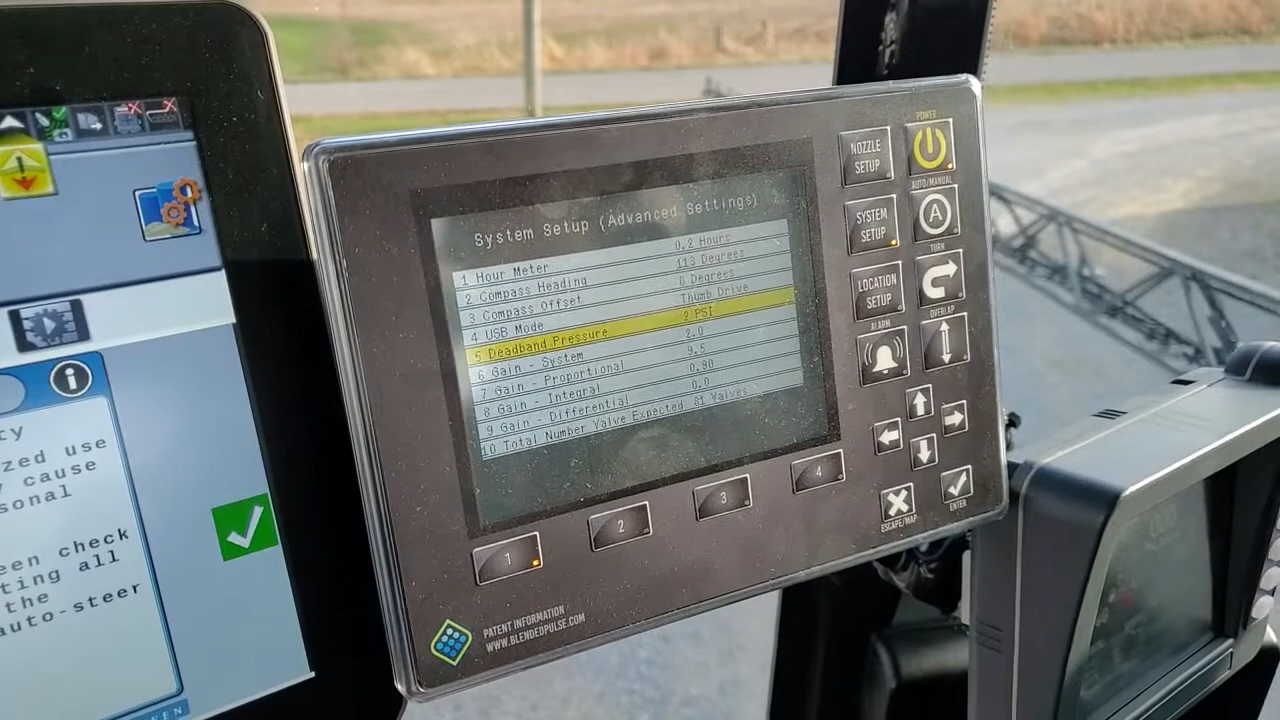 ty
zed use
y cause
sonal
een check
ting all
the
auto-steer
System Setup (Advanced Settings)
1 Hour Meter 0.2 Hours
2 Compass Heading 113 Degrees
3 Compass Offset 0 Degrees
4 USB Mode Thumb Drive
5 Deadband Pressure 2 PSI
6 Gain - System 2.0
7 Gain - Proportional 9.5
8 Gain - Integral 0.90
9 Gain - Differential 0.0
10 Total Number Valve Expected 81 Valves
1
2
3
4
PATENT INFORMATION
WWW.BLENDEDPULSE.COM
NOZZLE
SETUP
POWER
SYSTEM
SETUP
AUTO/MANUAL
A
LOCATION
SETUP
TURN
ALARM
OVERLAP
ESCAPE/MAP
ENTER